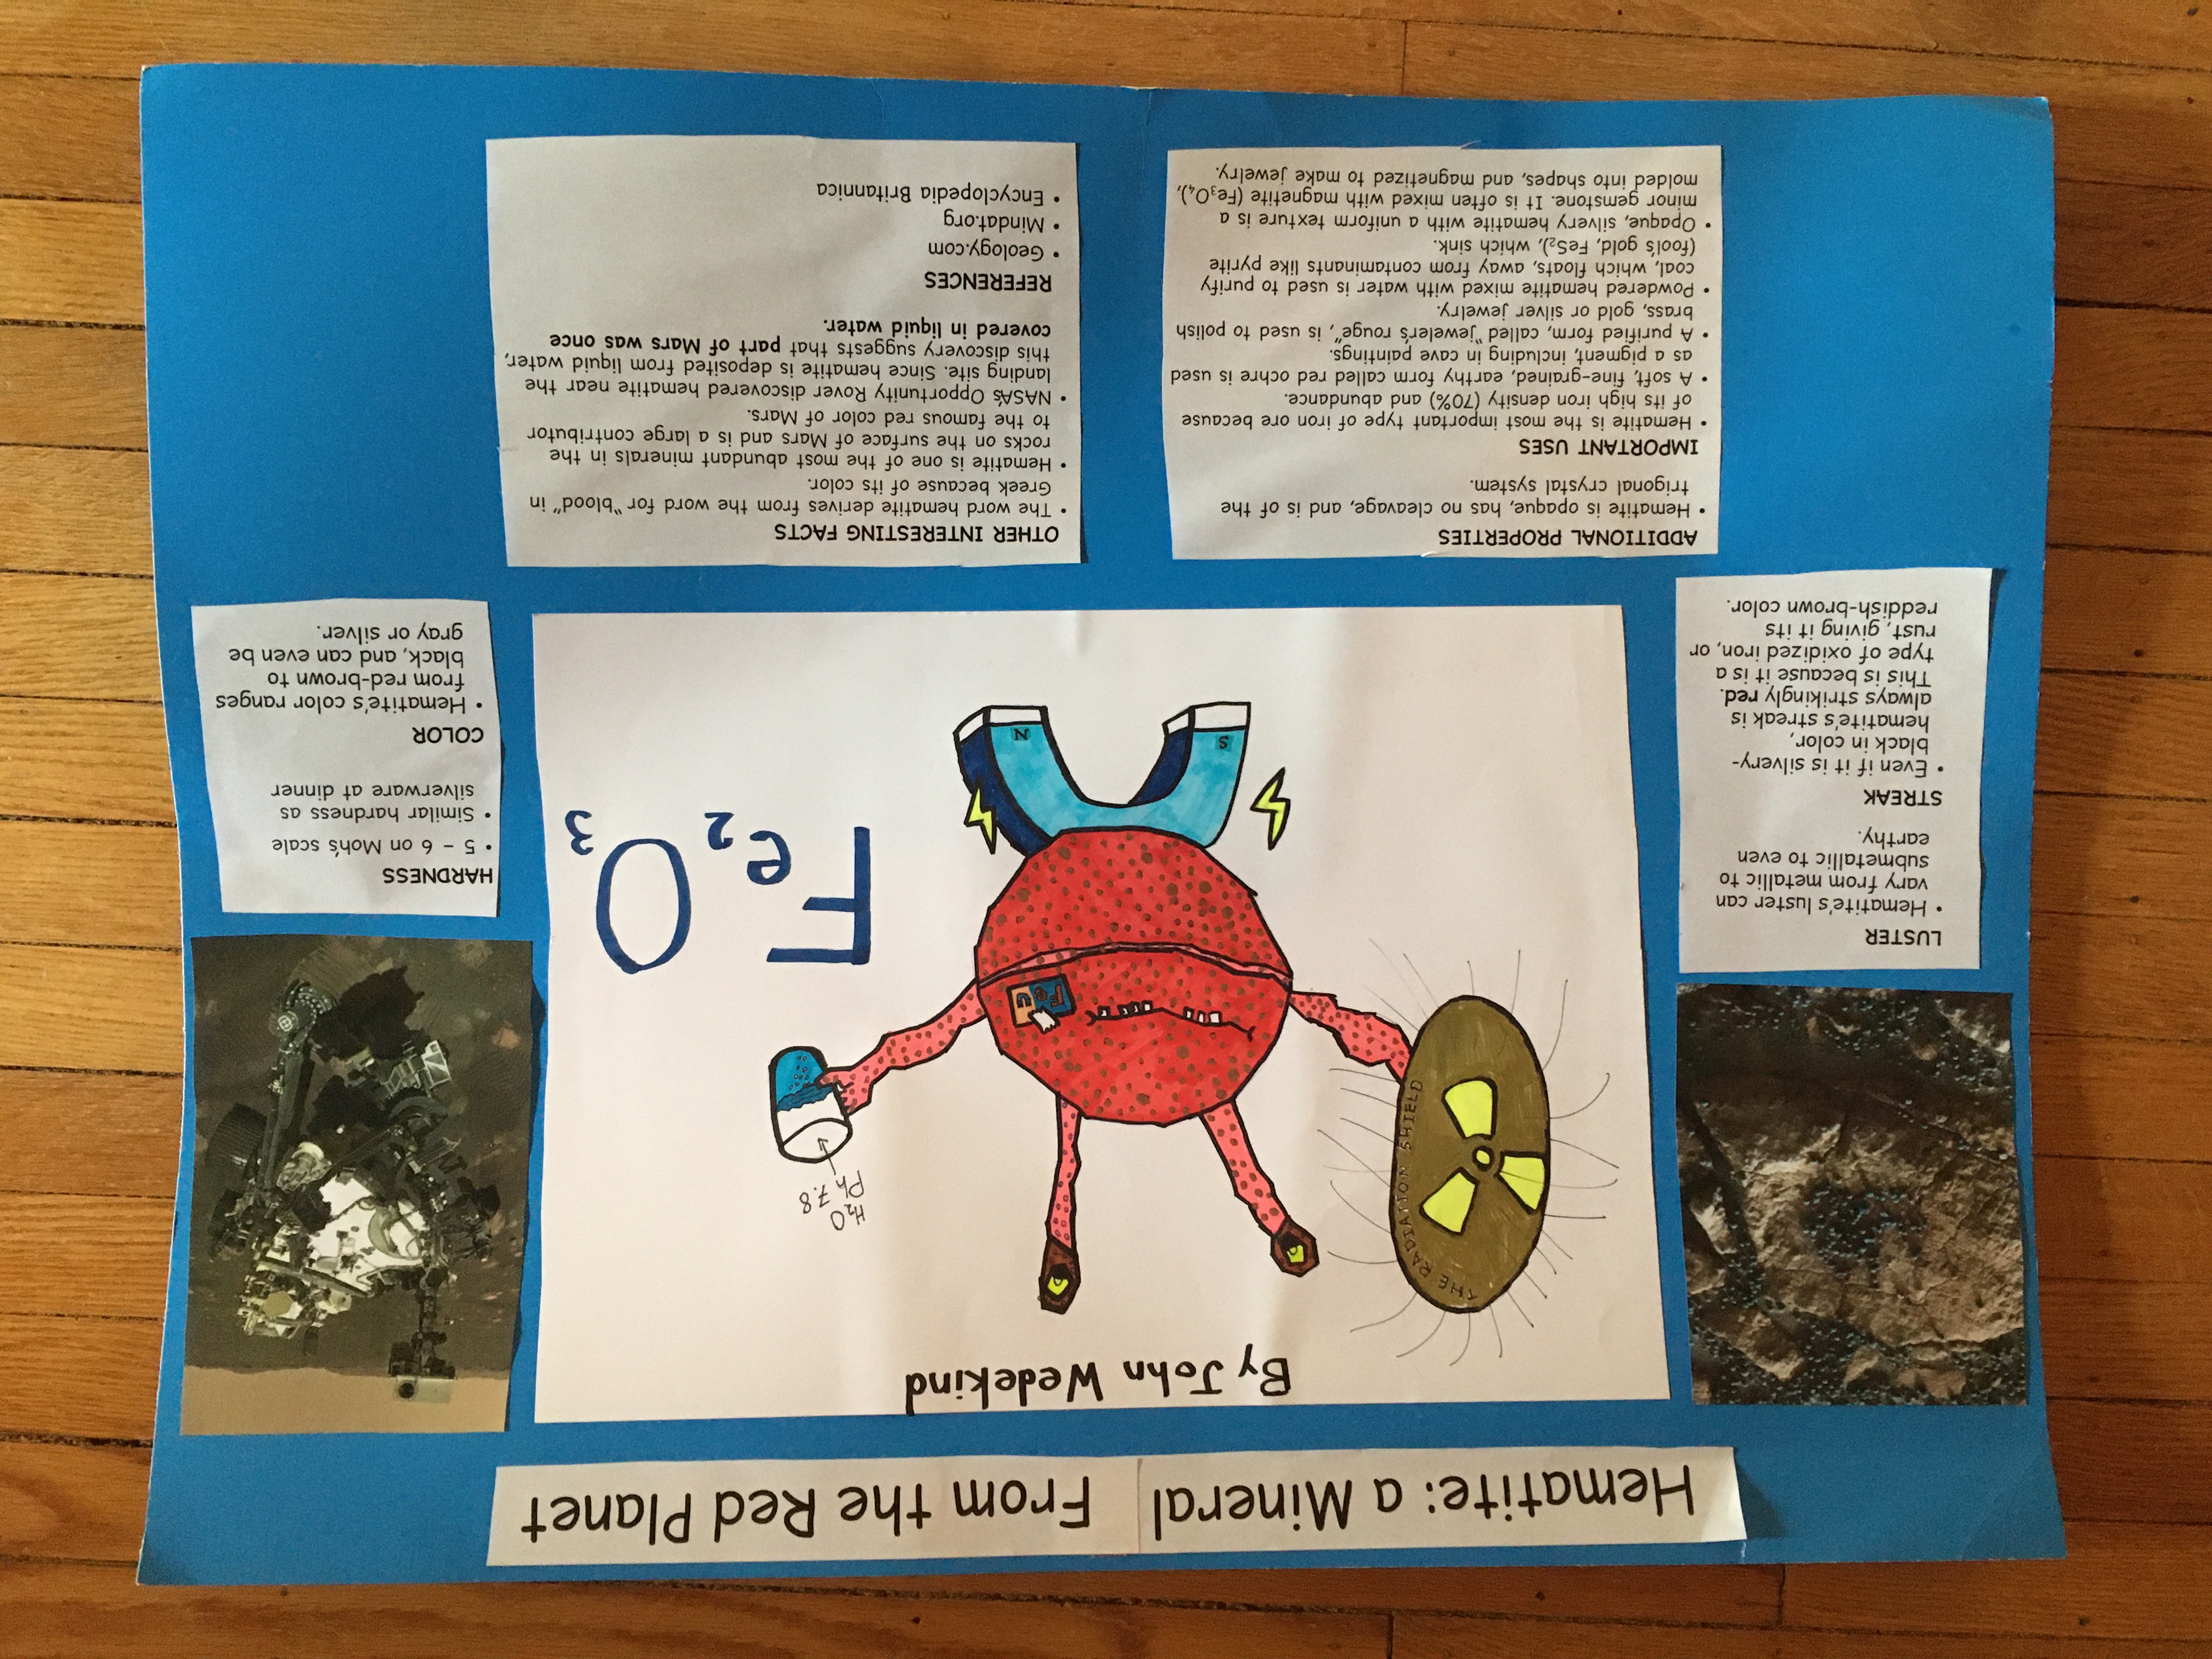 Hematite: a Mineral From the Red Planet
By John Wedekind
THE RADIATION SHIELD
H₂O
Ph 7.8
FeU
S
N
Fe₂O₃
LUSTER
• Hematite's luster can
vary from metallic to
submetallic to even
earthy.
STREAK
• Even if it is silvery-
black in color,
hematite's streak is
always strikingly red.
This is because it is a
type of oxidized iron, or
rust, giving it its
reddish-brown color.
HARDNESS
• 5 – 6 on Moh's scale
• Similar hardness as
silverware at dinner
COLOR
• Hematite's color ranges
from red-brown to
black, and can even be
gray or silver.
ADDITIONAL PROPERTIES
• Hematite is opaque, has no cleavage, and is of the
trigonal crystal system.
IMPORTANT USES
• Hematite is the most important type of iron ore because
of its high iron density (70%) and abundance.
• A soft, fine-grained, earthy form called red ochre is used
as a pigment, including in cave paintings.
• A purified form, called "jeweler's rouge", is used to polish
brass, gold or silver jewelry.
• Powdered hematite mixed with water is used to purify
coal, which floats, away from contaminants like pyrite
(fool's gold, FeS₂), which sink.
• Opaque, silvery hematite with a uniform texture is a
minor gemstone. It is often mixed with magnetite (Fe₃O₄),
molded into shapes, and magnetized to make jewelry.
OTHER INTERESTING FACTS
• The word hematite derives from the word for "blood" in
Greek because of its color.
• Hematite is one of the most abundant minerals in the
rocks on the surface of Mars and is a large contributor
to the famous red color of Mars.
• NASA's Opportunity Rover discovered hematite near the
landing site. Since hematite is deposited from liquid water,
this discovery suggests that part of Mars was once
covered in liquid water.
REFERENCES
• Geology.com
• Mindat.org
• Encyclopedia Britannica